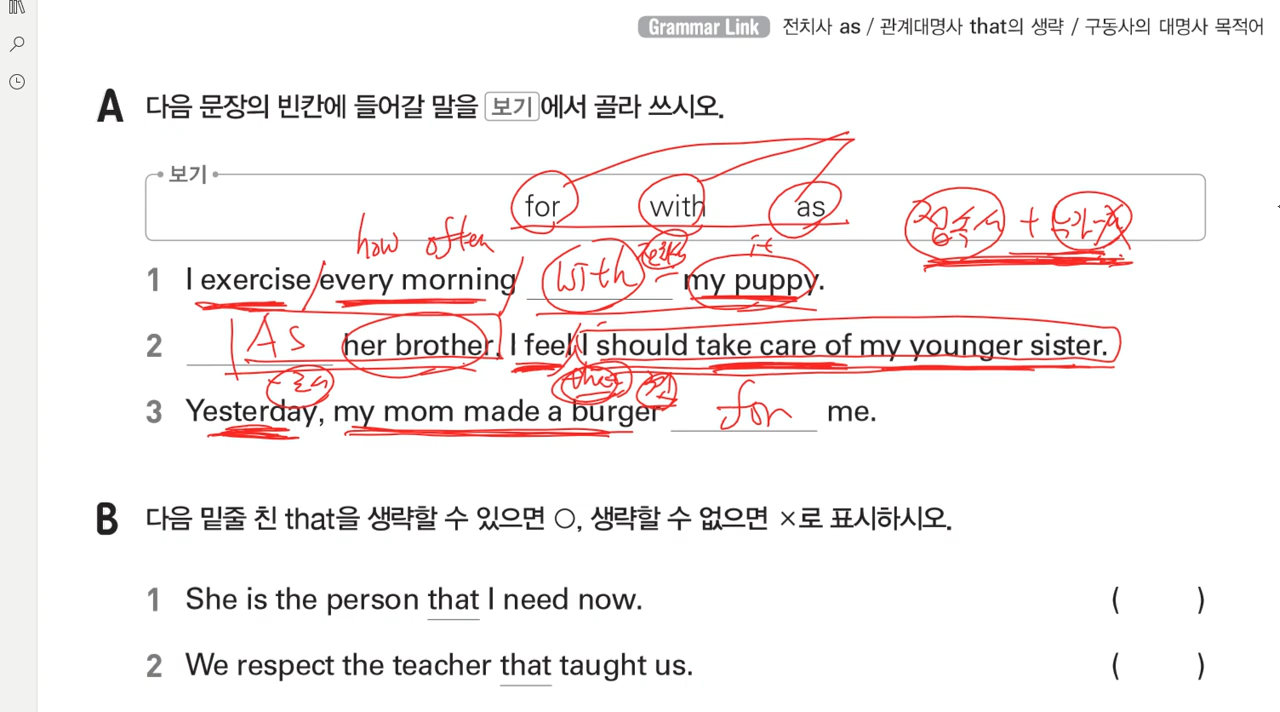 Grammar Link 전치사 as / 관계대명사 that의 생략 / 구동사의 대명사 목적어
A 다음 문장의 빈칸에 들어갈 말을 보기 에서 골라 쓰시오.
보기
for with as
how often it
1 I exercise every morning with my puppy.
2 As her brother, I feel I should take care of my younger sister.
that
3 Yesterday, my mom made a burger for me.
B 다음 밑줄 친 that을 생략할 수 있으면 ○, 생략할 수 없으면 ×로 표시하시오.
1 She is the person that I need now. ( )
2 We respect the teacher that taught us. ( )